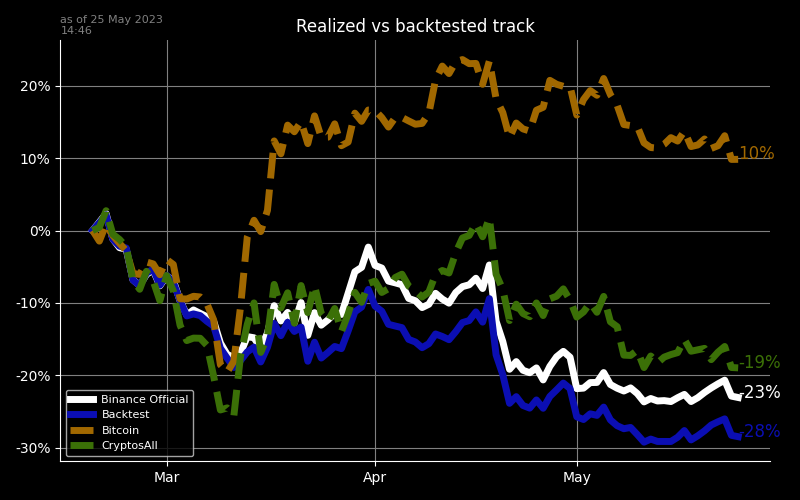 as of 25 May 2023
14:46
Realized vs backtested track
20%
10%
0%
-10%
-20%
-30%
10%
-19%
-23%
-28%
Binance Official
Backtest
Bitcoin
CryptosAll
Mar
Apr
May